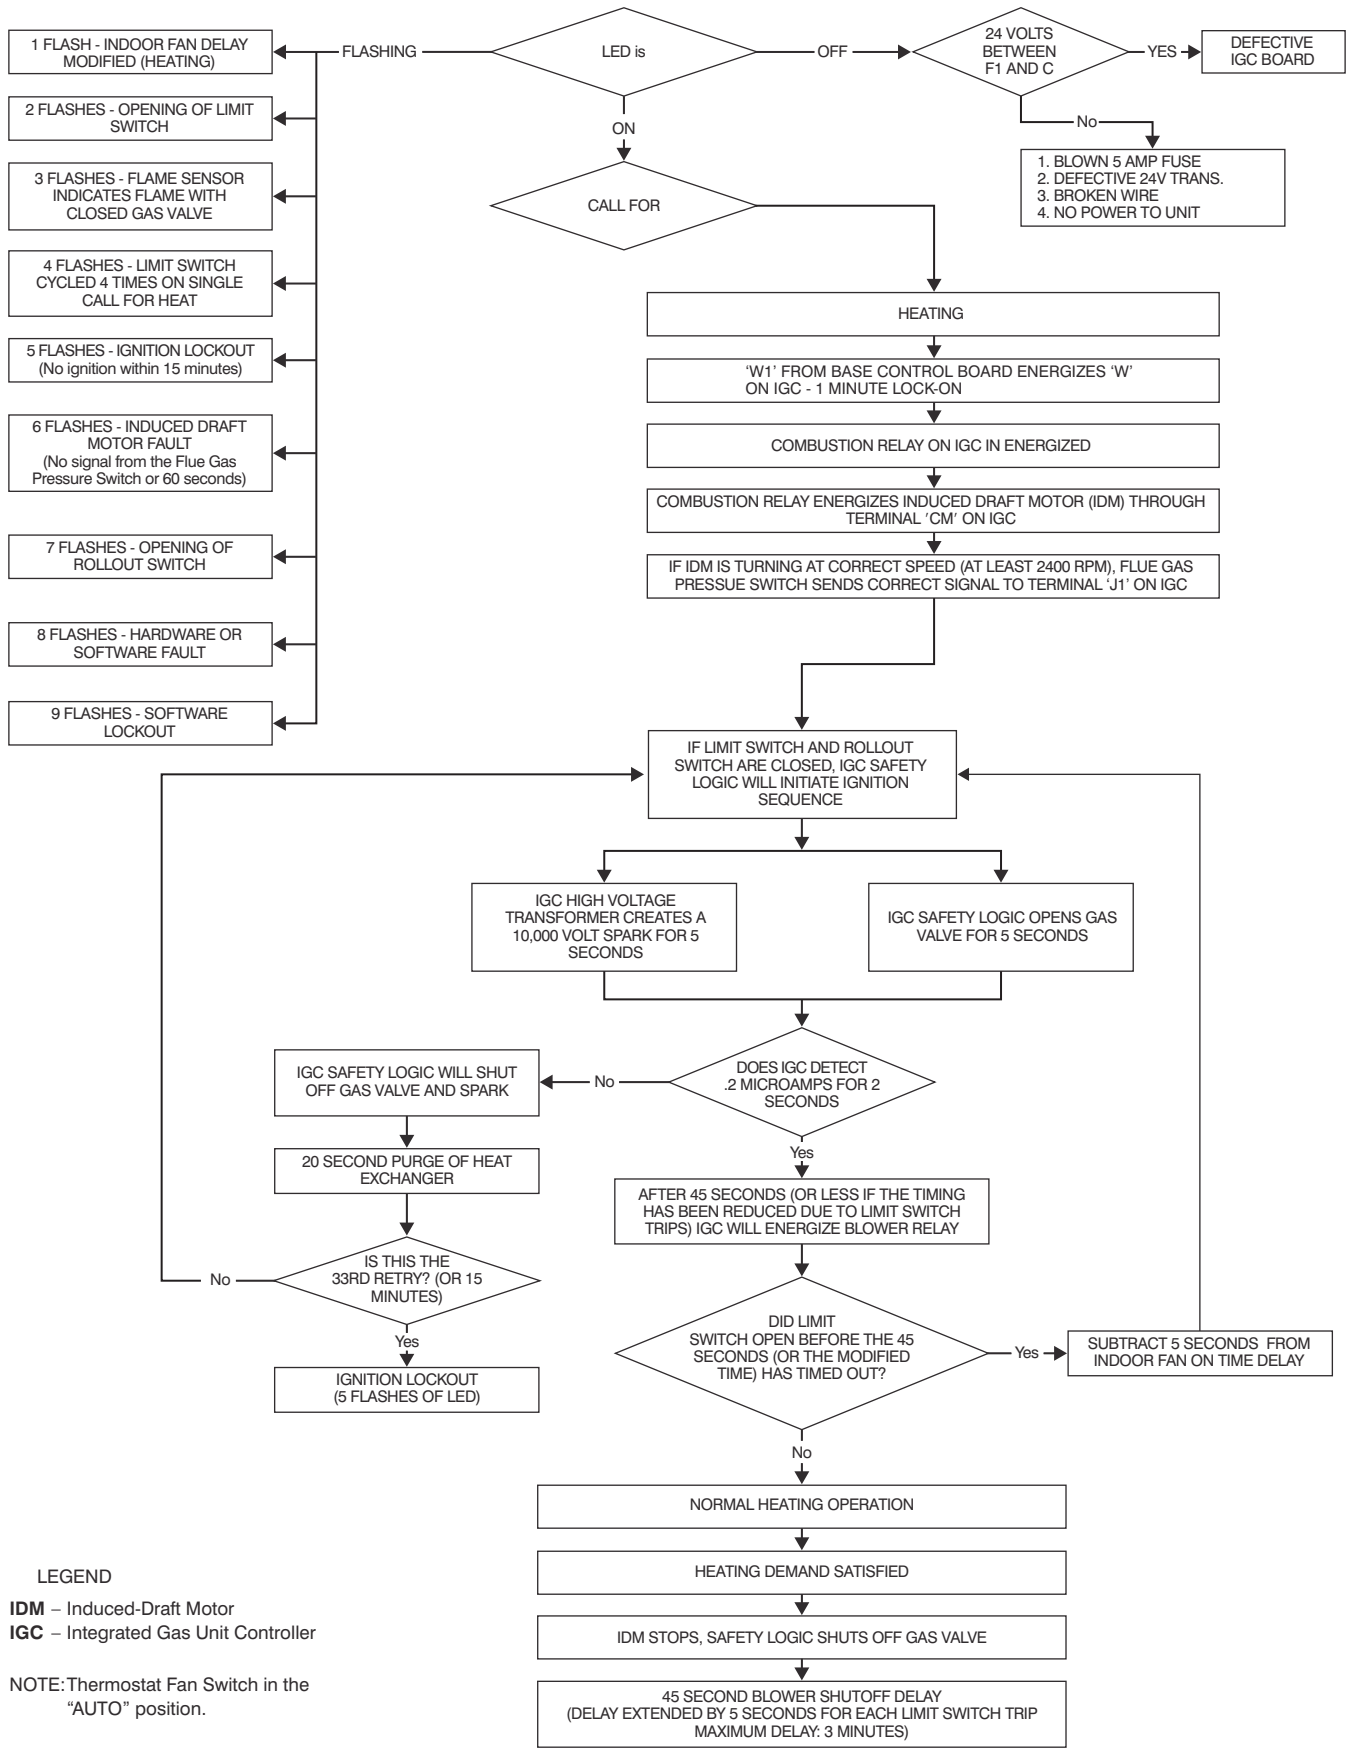 LED is
FLASHING
1 FLASH - INDOOR FAN DELAY
MODIFIED (HEATING)
2 FLASHES - OPENING OF LIMIT
SWITCH
3 FLASHES - FLAME SENSOR
INDICATES FLAME WITH
CLOSED GAS VALVE
4 FLASHES - LIMIT SWITCH
CYCLED 4 TIMES ON SINGLE
CALL FOR HEAT
5 FLASHES - IGNITION LOCKOUT
(No ignition within 15 minutes)
6 FLASHES - INDUCED DRAFT
MOTOR FAULT
(No signal from the Flue Gas
Pressure Switch or 60 seconds)
7 FLASHES - OPENING OF
ROLLOUT SWITCH
8 FLASHES - HARDWARE OR
SOFTWARE FAULT
9 FLASHES - SOFTWARE
LOCKOUT
OFF
24 VOLTS
BETWEEN
F1 AND C
YES
DEFECTIVE
IGC BOARD
No
1. BLOWN 5 AMP FUSE
2. DEFECTIVE 24V TRANS.
3. BROKEN WIRE
4. NO POWER TO UNIT
ON
CALL FOR
HEATING
‘W1’ FROM BASE CONTROL BOARD ENERGIZES ‘W’
ON IGC - 1 MINUTE LOCK-ON
COMBUSTION RELAY ON IGC IN ENERGIZED
COMBUSTION RELAY ENERGIZES INDUCED DRAFT MOTOR (IDM) THROUGH
TERMINAL ′CM′ ON IGC
IF IDM IS TURNING AT CORRECT SPEED (AT LEAST 2400 RPM), FLUE GAS
PRESSUE SWITCH SENDS CORRECT SIGNAL TO TERMINAL ‘J1’ ON IGC
IF LIMIT SWITCH AND ROLLOUT
SWITCH ARE CLOSED, IGC SAFETY
LOGIC WILL INITIATE IGNITION
SEQUENCE
IGC HIGH VOLTAGE
TRANSFORMER CREATES A
10,000 VOLT SPARK FOR 5
SECONDS
IGC SAFETY LOGIC OPENS GAS
VALVE FOR 5 SECONDS
DOES IGC DETECT
.2 MICROAMPS FOR 2
SECONDS
No
IGC SAFETY LOGIC WILL SHUT
OFF GAS VALVE AND SPARK
20 SECOND PURGE OF HEAT
EXCHANGER
IS THIS THE
33RD RETRY? (OR 15
MINUTES)
No
Yes
IGNITION LOCKOUT
(5 FLASHES OF LED)
Yes
AFTER 45 SECONDS (OR LESS IF THE TIMING
HAS BEEN REDUCED DUE TO LIMIT SWITCH
TRIPS) IGC WILL ENERGIZE BLOWER RELAY
DID LIMIT
SWITCH OPEN BEFORE THE 45
SECONDS (OR THE MODIFIED
TIME) HAS TIMED OUT?
Yes
SUBTRACT 5 SECONDS FROM
INDOOR FAN ON TIME DELAY
No
NORMAL HEATING OPERATION
HEATING DEMAND SATISFIED
IDM STOPS, SAFETY LOGIC SHUTS OFF GAS VALVE
45 SECOND BLOWER SHUTOFF DELAY
(DELAY EXTENDED BY 5 SECONDS FOR EACH LIMIT SWITCH TRIP
MAXIMUM DELAY: 3 MINUTES)
LEGEND
IDM – Induced-Draft Motor
IGC – Integrated Gas Unit Controller
NOTE: Thermostat Fan Switch in the
“AUTO” position.